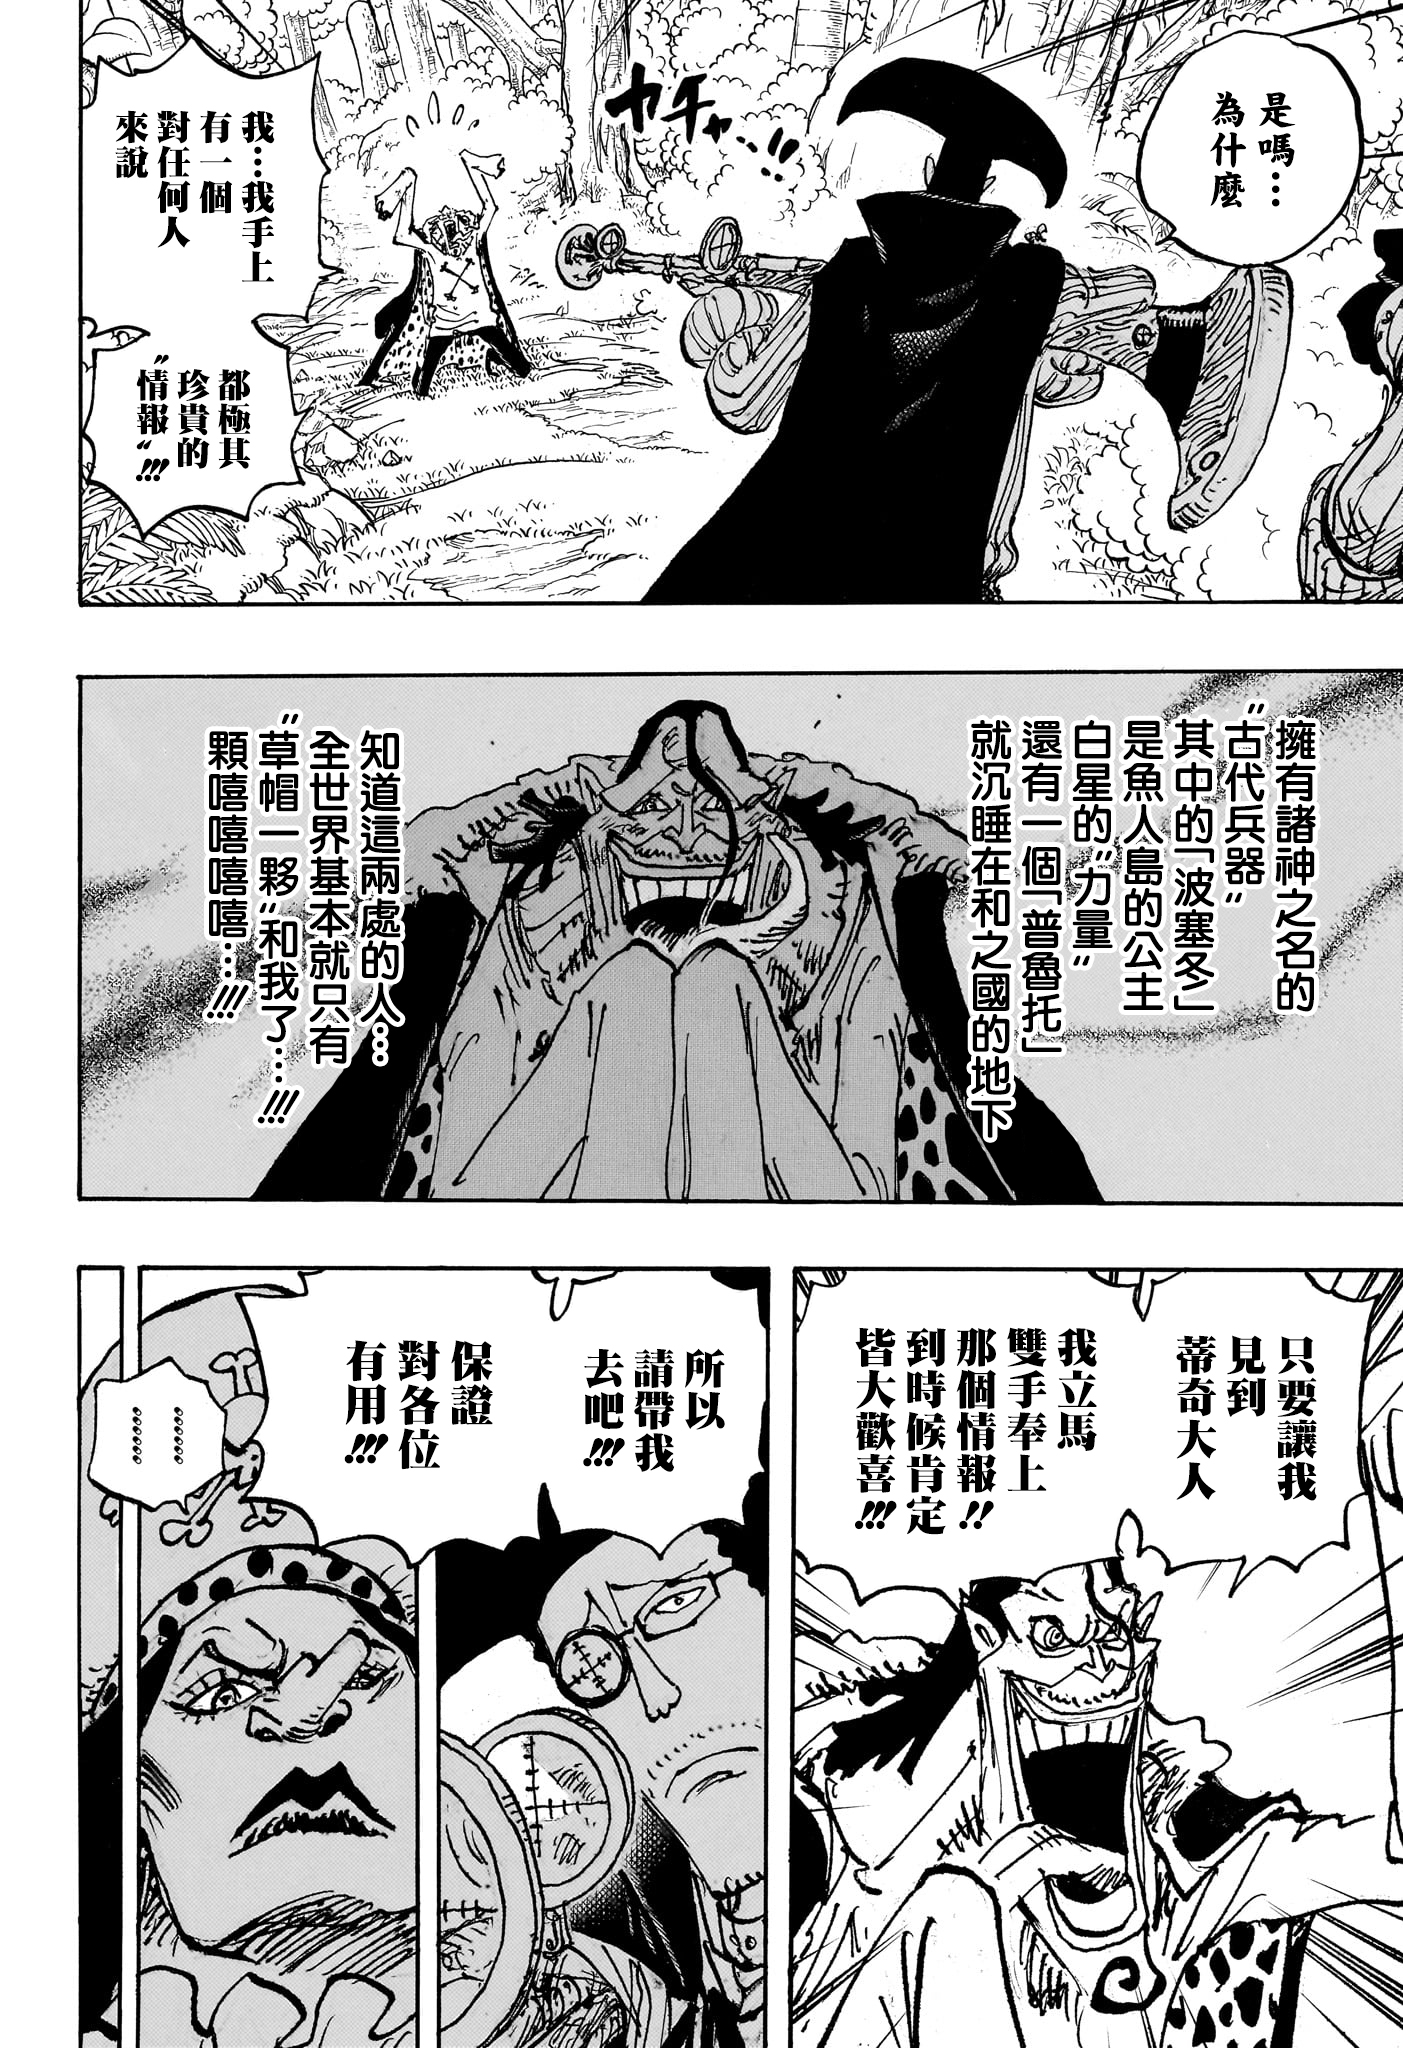 是嗎…
為什麼
ヤチャ…!!
我…我手上
有一個
對任何人
來說
都極其
珍貴的
〝情報〞!!!
擁有諸神之名的
〝古代兵器〞
其中的「波塞冬」
是魚人島的公主
白星的〝力量〞
還有一個「普魯托」
就沉睡在和之國的地下
知道這兩處的人…
全世界基本就只有
〝草帽一夥〞和我了…!!!
顆嘻嘻嘻嘻…!!!
只要讓我
見到
蒂奇大人
我立馬
雙手奉上
那個情報!!
到時候肯定
皆大歡喜!!!
所以
請帶我
去吧!!!
保證
對各位
有用!!!
……
……